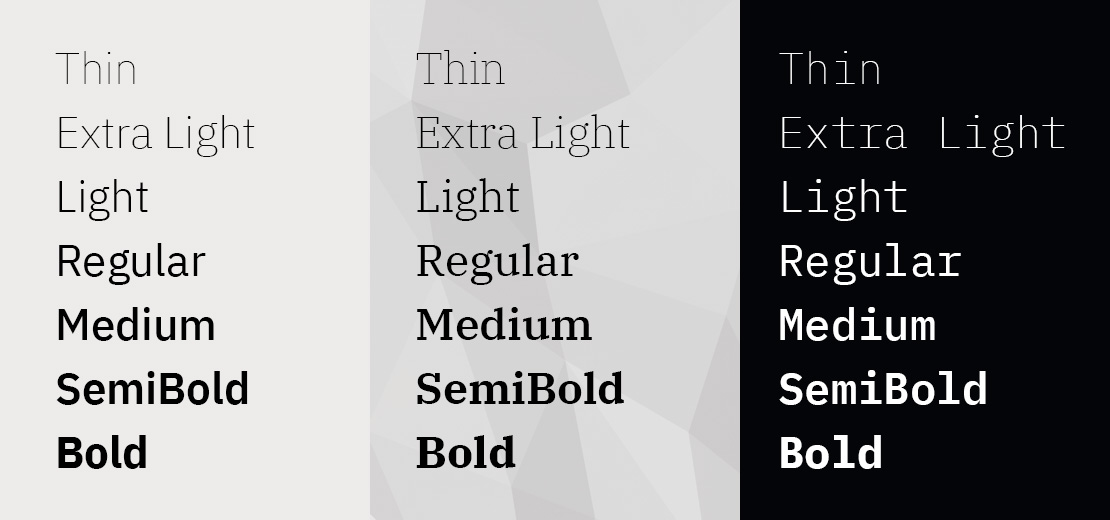 Thin
Extra Light
Light
Regular
Medium
SemiBold
Bold
Thin
Extra Light
Light
Regular
Medium
SemiBold
Bold
Thin
Extra Light
Light
Regular
Medium
SemiBold
Bold